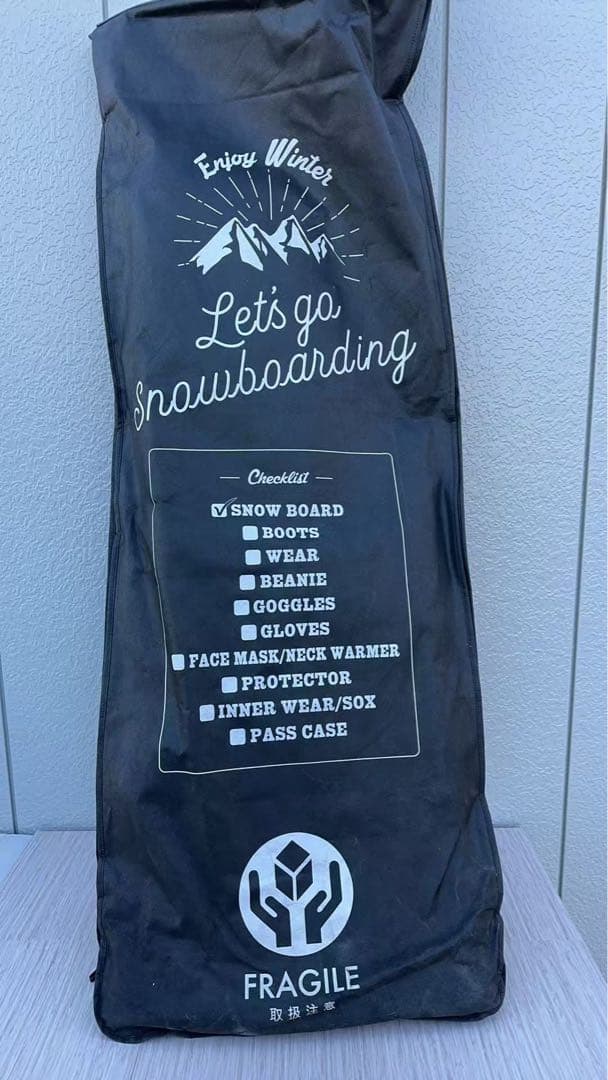 Enjoy Winter
Let's go
Snowboarding
Checklist
SNOW BOARD
BOOTS
WEAR
BEANIE
GOGGLES
GLOVES
FACE MASK/NECK WARMER
PROTECTOR
INNER WEAR/SOX
PASS CASE
FRAGILE
取扱注意